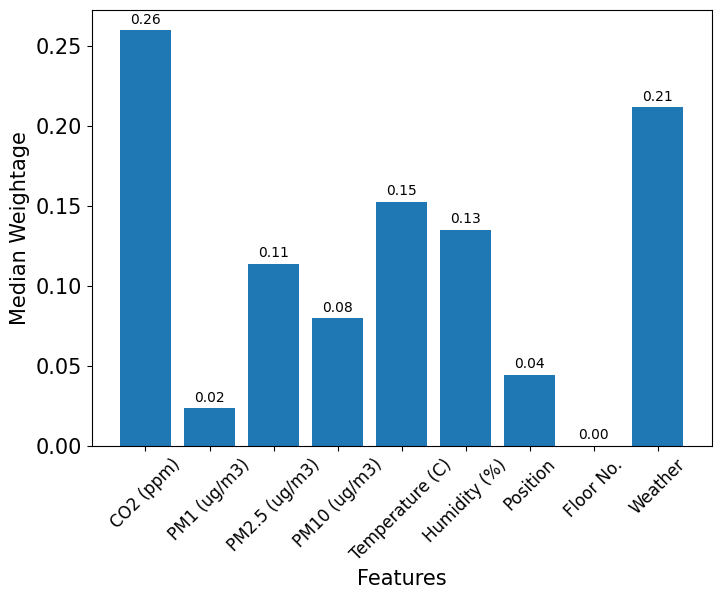 0.26
0.25
0.21
0.20
0.15
0.15
0.13
0.11
0.10
0.08
0.05
0.04
0.02
0.00
0.00
Median Weightage
CO2 (ppm)
PM1 (ug/m3)
PM2.5 (ug/m3)
PM10 (ug/m3)
Temperature (C)
Humidity (%)
Position
Floor No.
Weather
Features